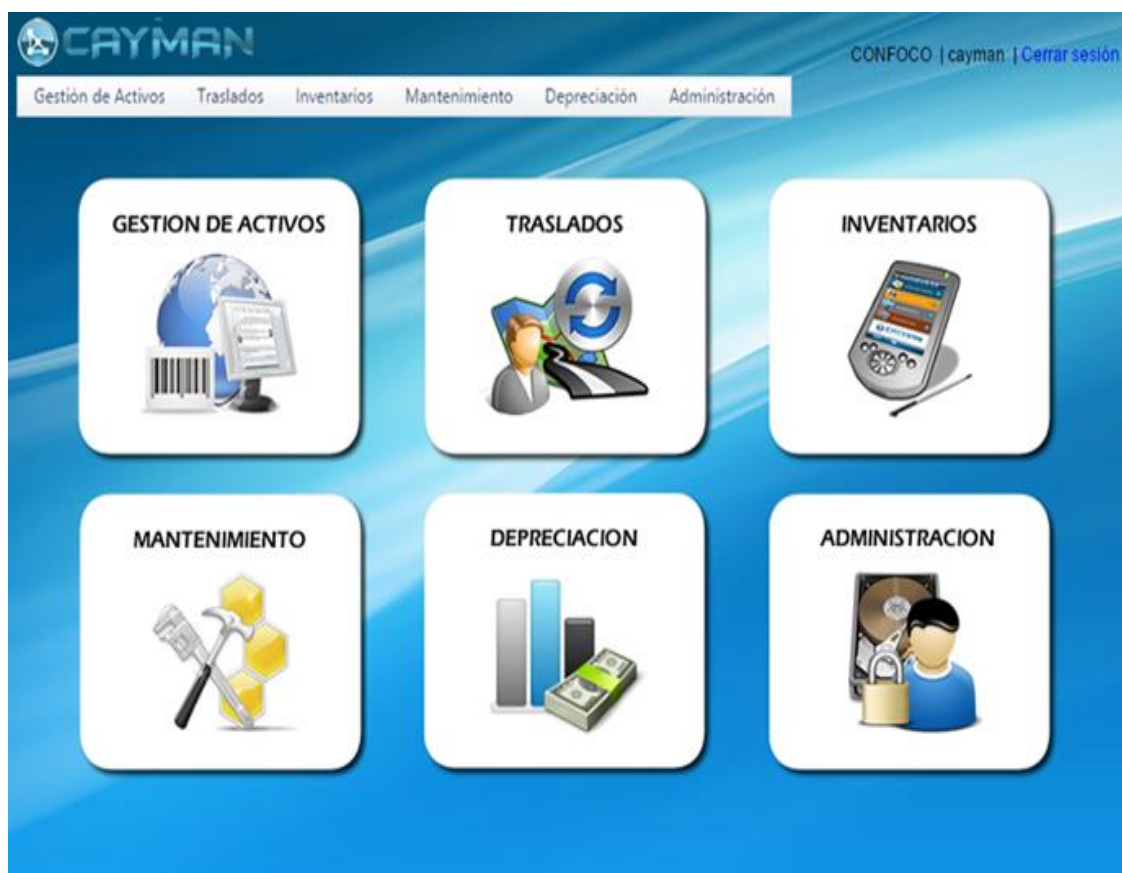 CAYMAN
CONFOCO | cayman | Cerrar sesión
Gestión de Activos Traslados Inventarios Mantenimiento Depreciación Administración
GESTION DE ACTIVOS
TRASLADOS
INVENTARIOS
MANTENIMIENTO
DEPRECIACION
ADMINISTRACION